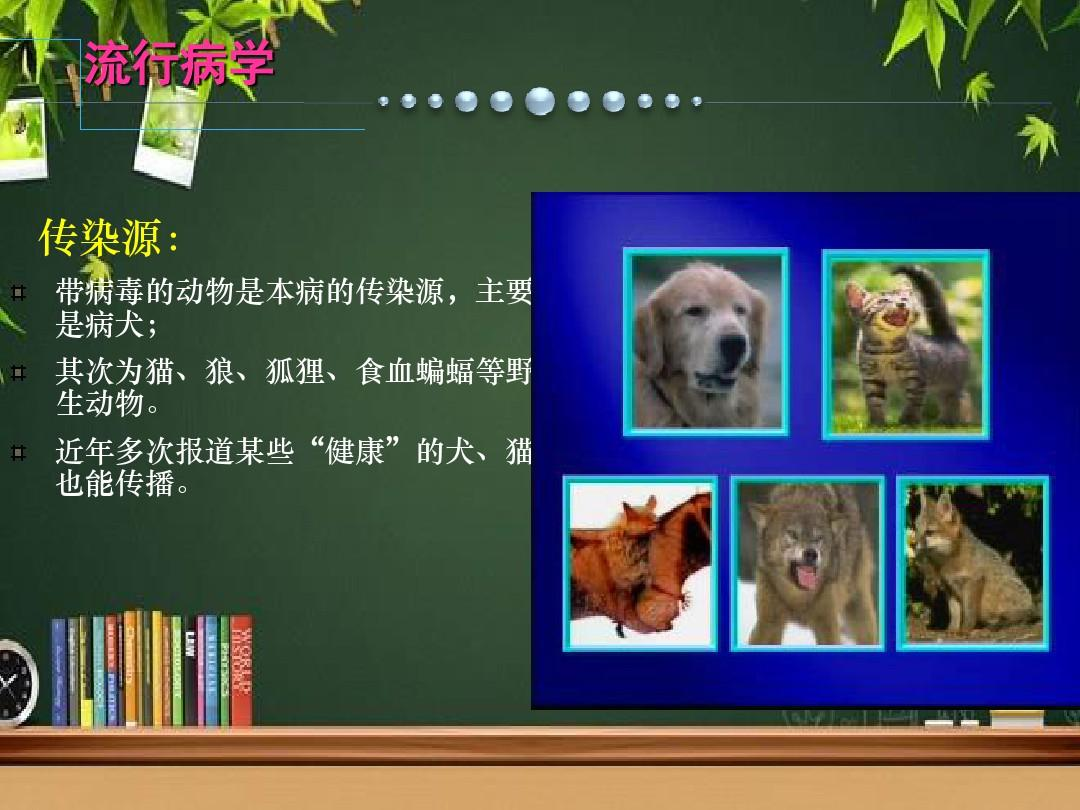 流行病学
传染源：
带病毒的动物是本病的传染源，主要
是病犬；
其次为猫、狼、狐狸、食血蝙蝠等野
生动物。
近年多次报道某些“健康”的犬、猫
也能传播。
LAW
WORLD
HISTORY